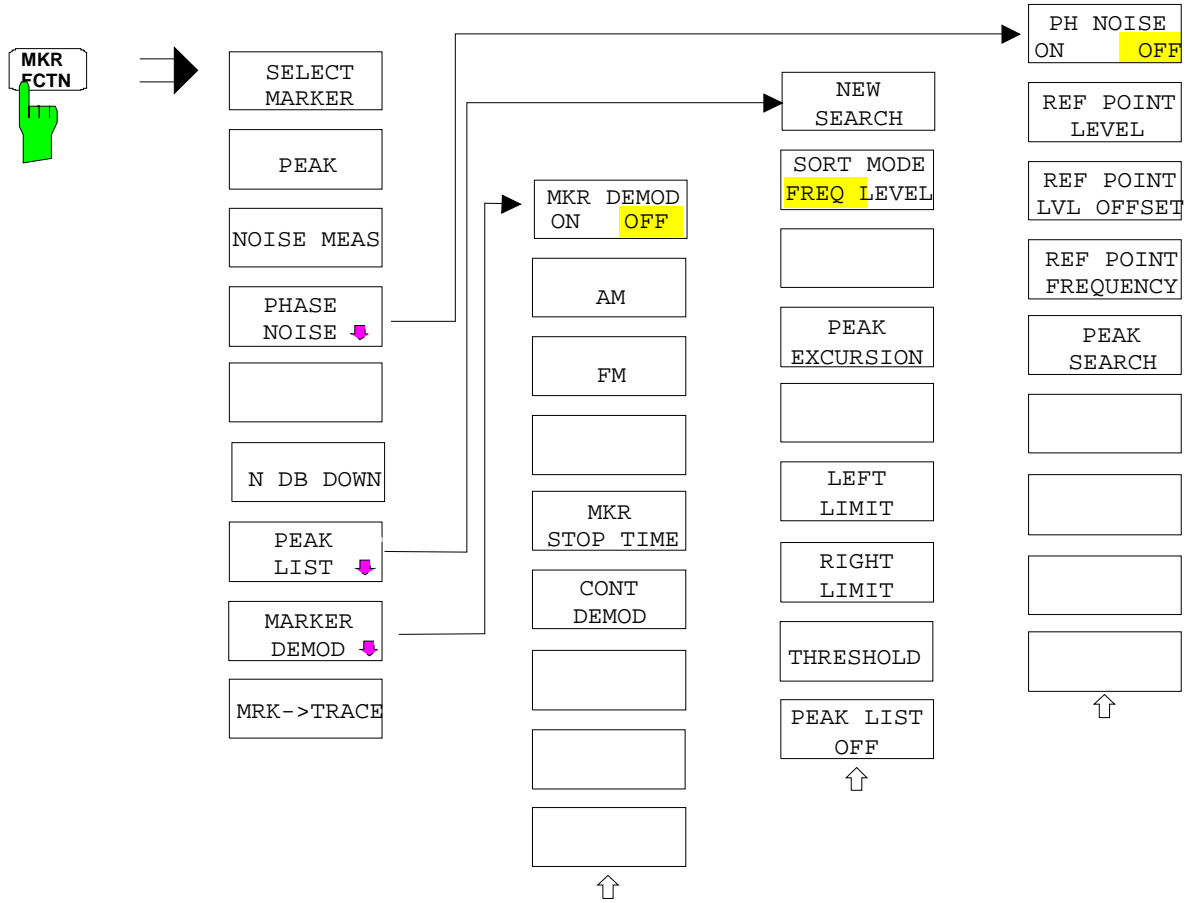 MKR
FCTN
SELECT
MARKER
PEAK
NOISE MEAS
PHASE
NOISE
N DB DOWN
PEAK
LIST
MARKER
DEMOD
MRK->TRACE
MKR DEMOD
ON OFF
AM
FM
MKR
STOP TIME
CONT
DEMOD
NEW
SEARCH
SORT MODE
FREQ LEVEL
PEAK
EXCURSION
LEFT
LIMIT
RIGHT
LIMIT
THRESHOLD
PEAK LIST
OFF
PH NOISE
ON OFF
REF POINT
LEVEL
REF POINT
LVL OFFSET
REF POINT
FREQUENCY
PEAK
SEARCH